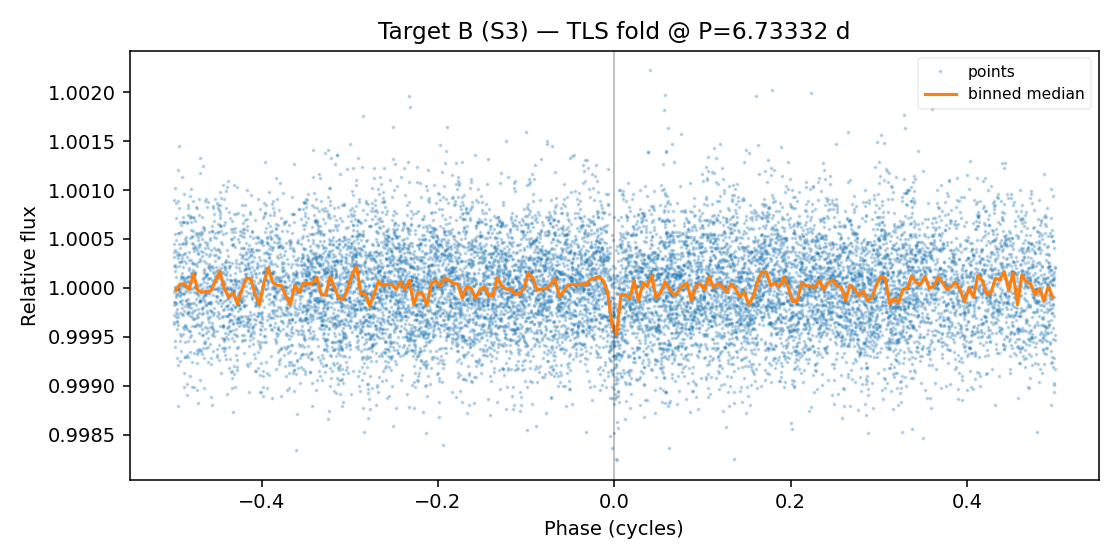 Target B (S3) — TLS fold @ P=6.73332 d
points
binned median
1.0020
1.0015
1.0010
1.0005
1.0000
0.9995
0.9990
0.9985
Relative flux
−0.4
−0.2
0.0
0.2
0.4
Phase (cycles)